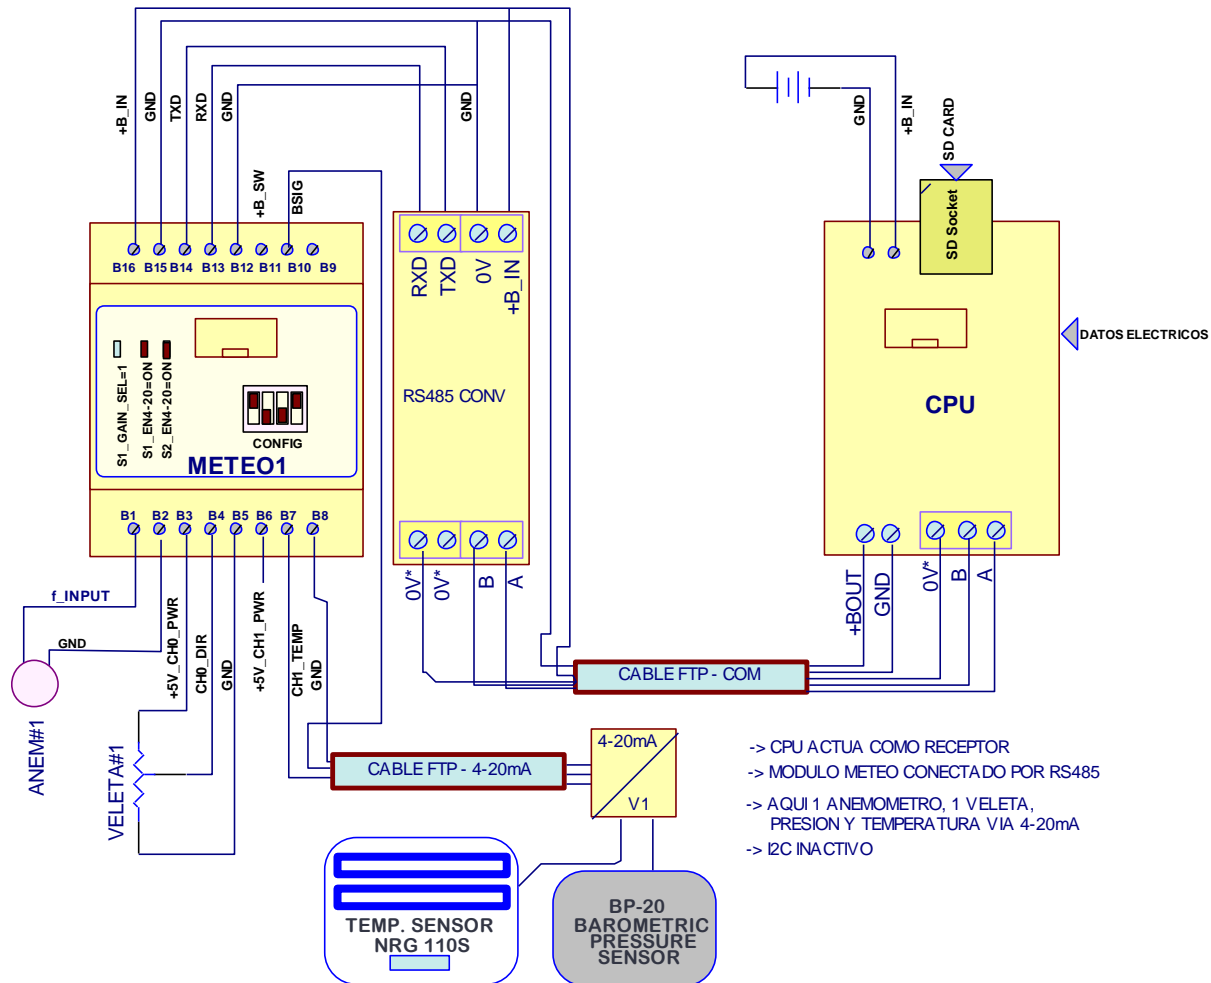 +B_IN
GND
TXD
RXD
GND
+B_SW
BSIG
GND
GND
+B_IN
SD CARD
SD Socket
B16
B15
B14
B13
B12
B11
B10
B9
RXD
TXD
0V
+B_IN
S1_GAIN_SEL=1
S1_EN4-20=ON
S2_EN4-20=ON
CONFIG
METEO1
RS485 CONV
DATOS ELECTRICOS
CPU
B1
B2
B3
B4
B5
B6
B7
B8
0V*
0V*
B
A
+BOUT
GND
0V*
B
A
f_INPUT
GND
+5V_CH0_PWR
CH0_DIR
GND
+5V_CH1_PWR
CH1_TEMP
GND
ANEM#1
VELETA#1
CABLE FTP - COM
CABLE FTP - 4-20mA
4-20mA
V1
-> CPU ACTUA COMO RECEPTOR
-> MODULO METEO CONECTADO POR RS485
-> AQUI 1 ANEMOMETRO, 1 VELETA,
PRESION Y TEMPERATURA VIA 4-20mA
-> I2C INACTIVO
TEMP. SENSOR
NRG 110S
BP-20
BAROMETRIC
PRESSURE
SENSOR